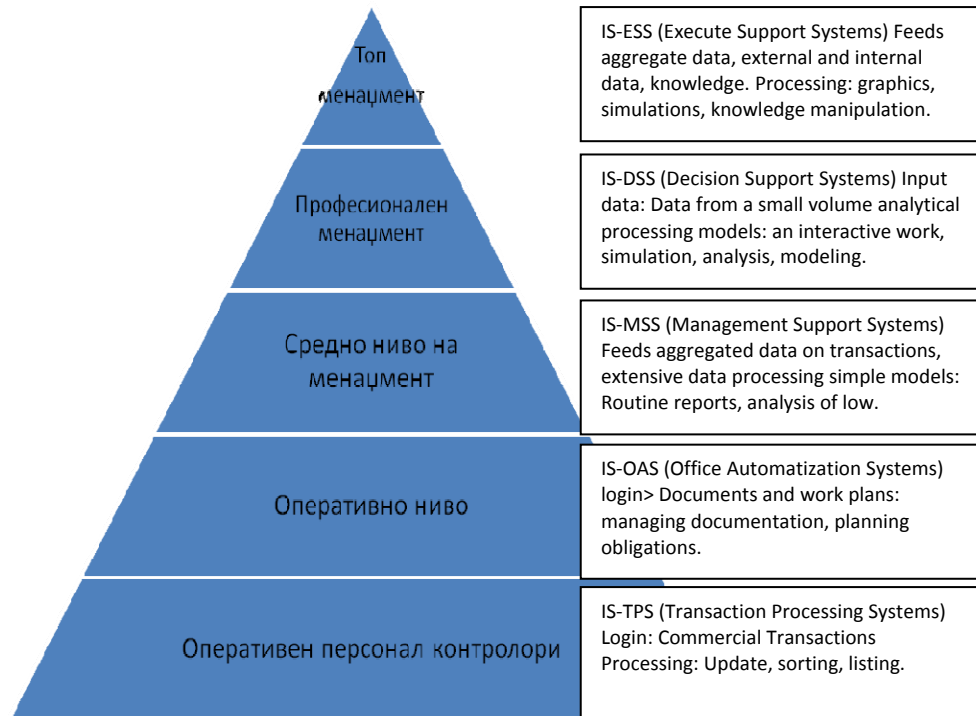 Топ
менаџмент
IS-ESS (Execute Support Systems) Feeds
aggregate data, external and internal
data, knowledge. Processing: graphics,
simulations, knowledge manipulation.
Професионален
менаџмент
IS-DSS (Decision Support Systems) Input
data: Data from a small volume analytical
processing models: an interactive work,
simulation, analysis, modeling.
Средно ниво на
менаџмент
IS-MSS (Management Support Systems)
Feeds aggregated data on transactions,
extensive data processing simple models:
Routine reports, analysis of low.
Оперативно ниво
IS-OAS (Office Automatization Systems)
login> Documents and work plans:
managing documentation, planning
obligations.
Оперативен персонал контролори
IS-TPS (Transaction Processing Systems)
Login: Commercial Transactions
Processing: Update, sorting, listing.